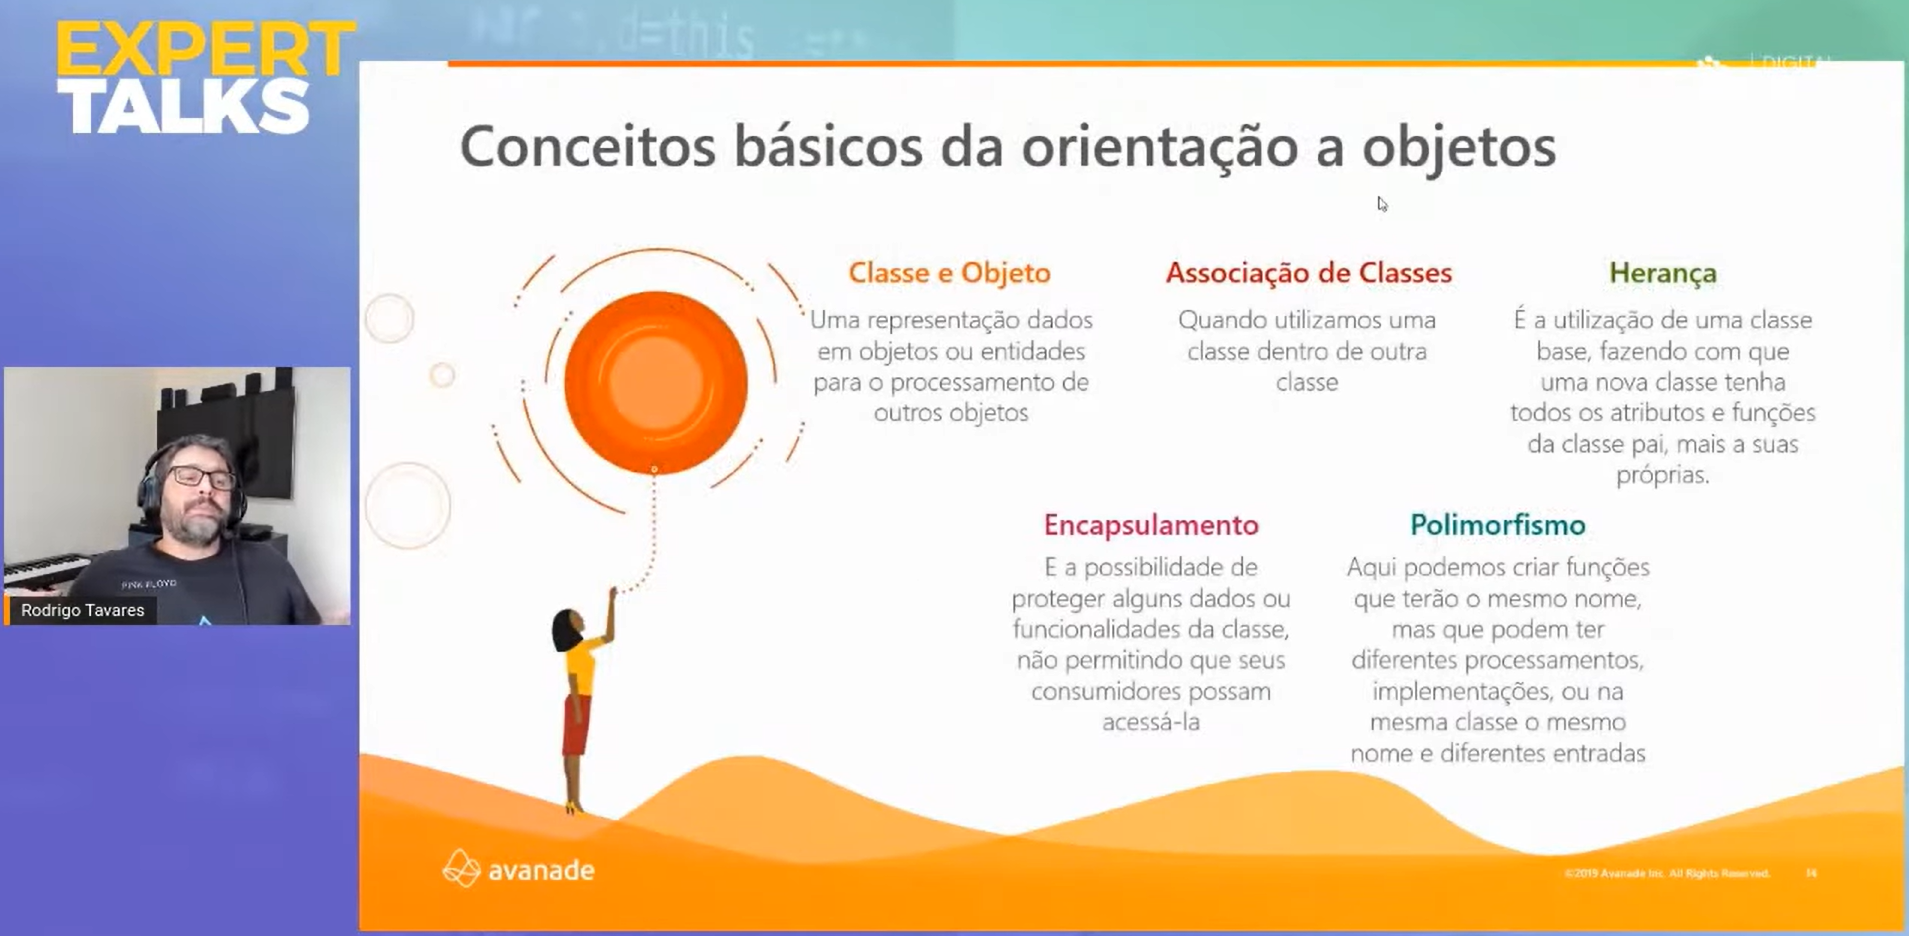 EXPERT
TALKS
DIGITAL
Conceitos básicos da orientação a objetos
Classe e Objeto
Uma representação dados
em objetos ou entidades
para o processamento de
outros objetos
Associação de Classes
Quando utilizamos uma
classe dentro de outra
classe
Herança
É a utilização de uma classe
base, fazendo com que
uma nova classe tenha
todos os atributos e funções
da classe pai, mais a suas
próprias.
Encapsulamento
E a possibilidade de
proteger alguns dados ou
funcionalidades da classe,
não permitindo que seus
consumidores possam
acessá-la
Polimorfismo
Aqui podemos criar funções
que terão o mesmo nome,
mas que podem ter
diferentes processamentos,
implementações, ou na
mesma classe o mesmo
nome e diferentes entradas
PINK FLOYD
Rodrigo Tavares
avanade
©2019 Avanade Inc. All Rights Reserved.
14